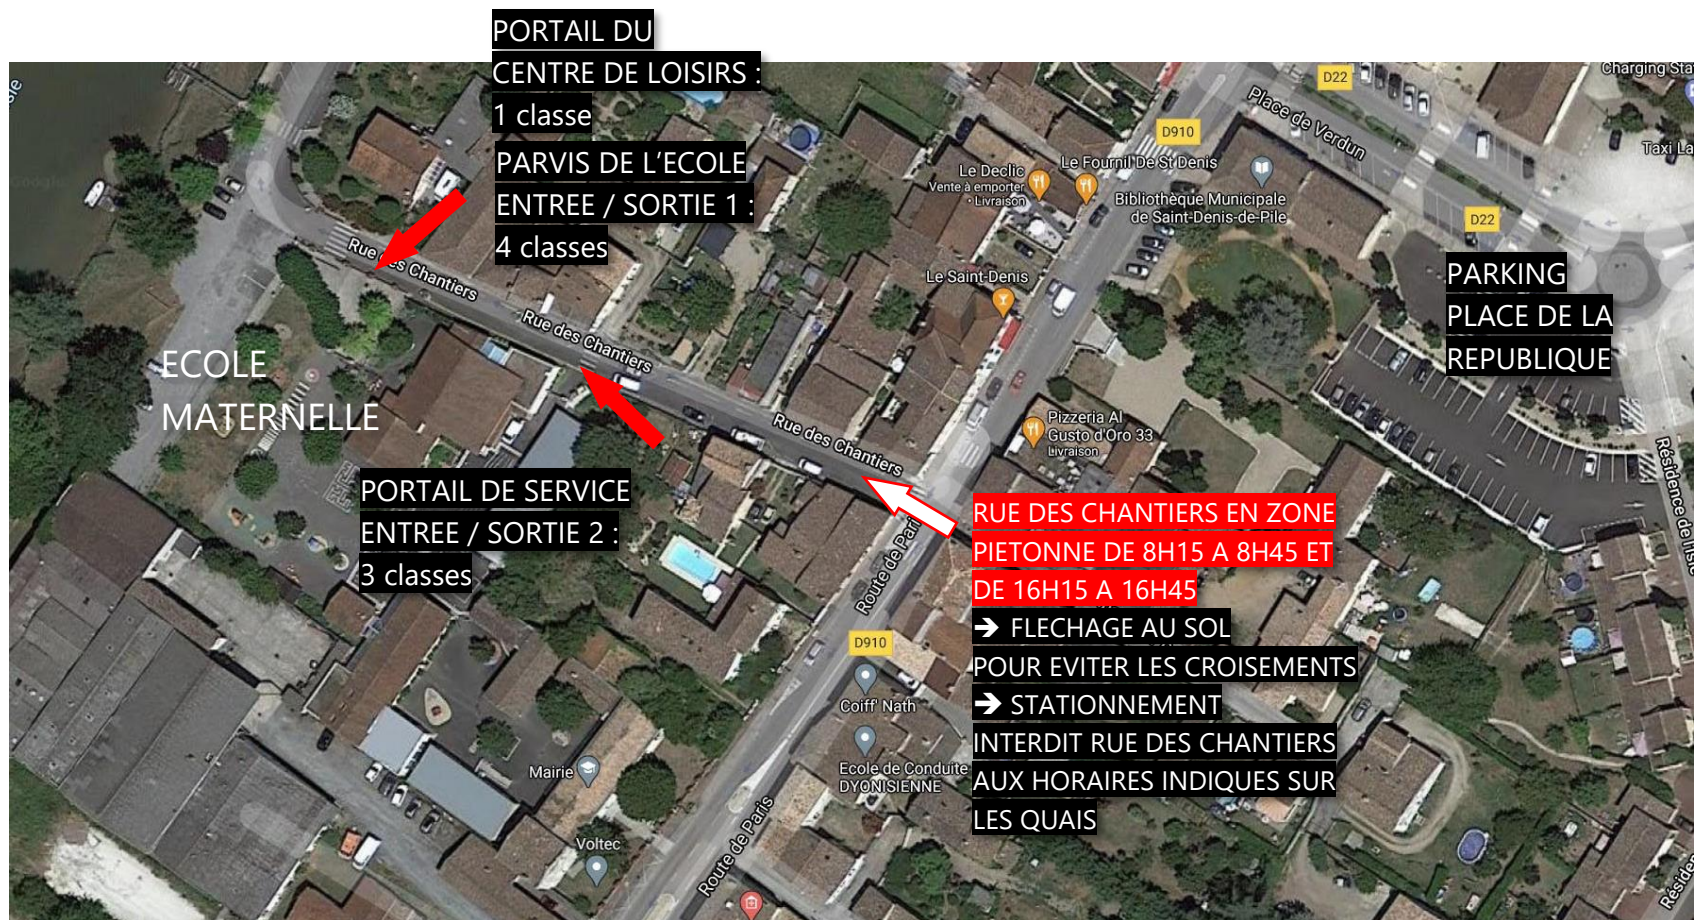 PORTAIL DU
CENTRE DE LOISIRS :
1 classe
PARVIS DE L'ECOLE
ENTREE / SORTIE 1 :
4 classes
ECOLE
MATERNELLE
PORTAIL DE SERVICE
ENTREE / SORTIE 2 :
3 classes
PARKING
PLACE DE LA
REPUBLIQUE
RUE DES CHANTIERS EN ZONE
PIETONNE DE 8H15 A 8H45 ET
DE 16H15 A 16H45
➔ FLECHAGE AU SOL
POUR EVITER LES CROISEMENTS
➔ STATIONNEMENT
INTERDIT RUE DES CHANTIERS
AUX HORAIRES INDIQUES SUR
LES QUAIS
Rue des Chantiers
Rue des Chantiers
Rue des Chantiers
Le Declic
Vente à emporter
· Livraison
Le Fournil De St Denis
D910
D22
Place de Verdun
Charging Sta
Taxi La
Bibliothèque Municipale
de Saint-Denis-de-Pile
D22
Le Saint-Denis
Pizzeria Al
Gusto d'Oro 33
Livraison
Résidence de l'Isle
Route de Paris
D910
Coiff' Nath
Ecole de Conduite
DYONISIENNE
Mairie
Voltec
Route de Paris
Résiden